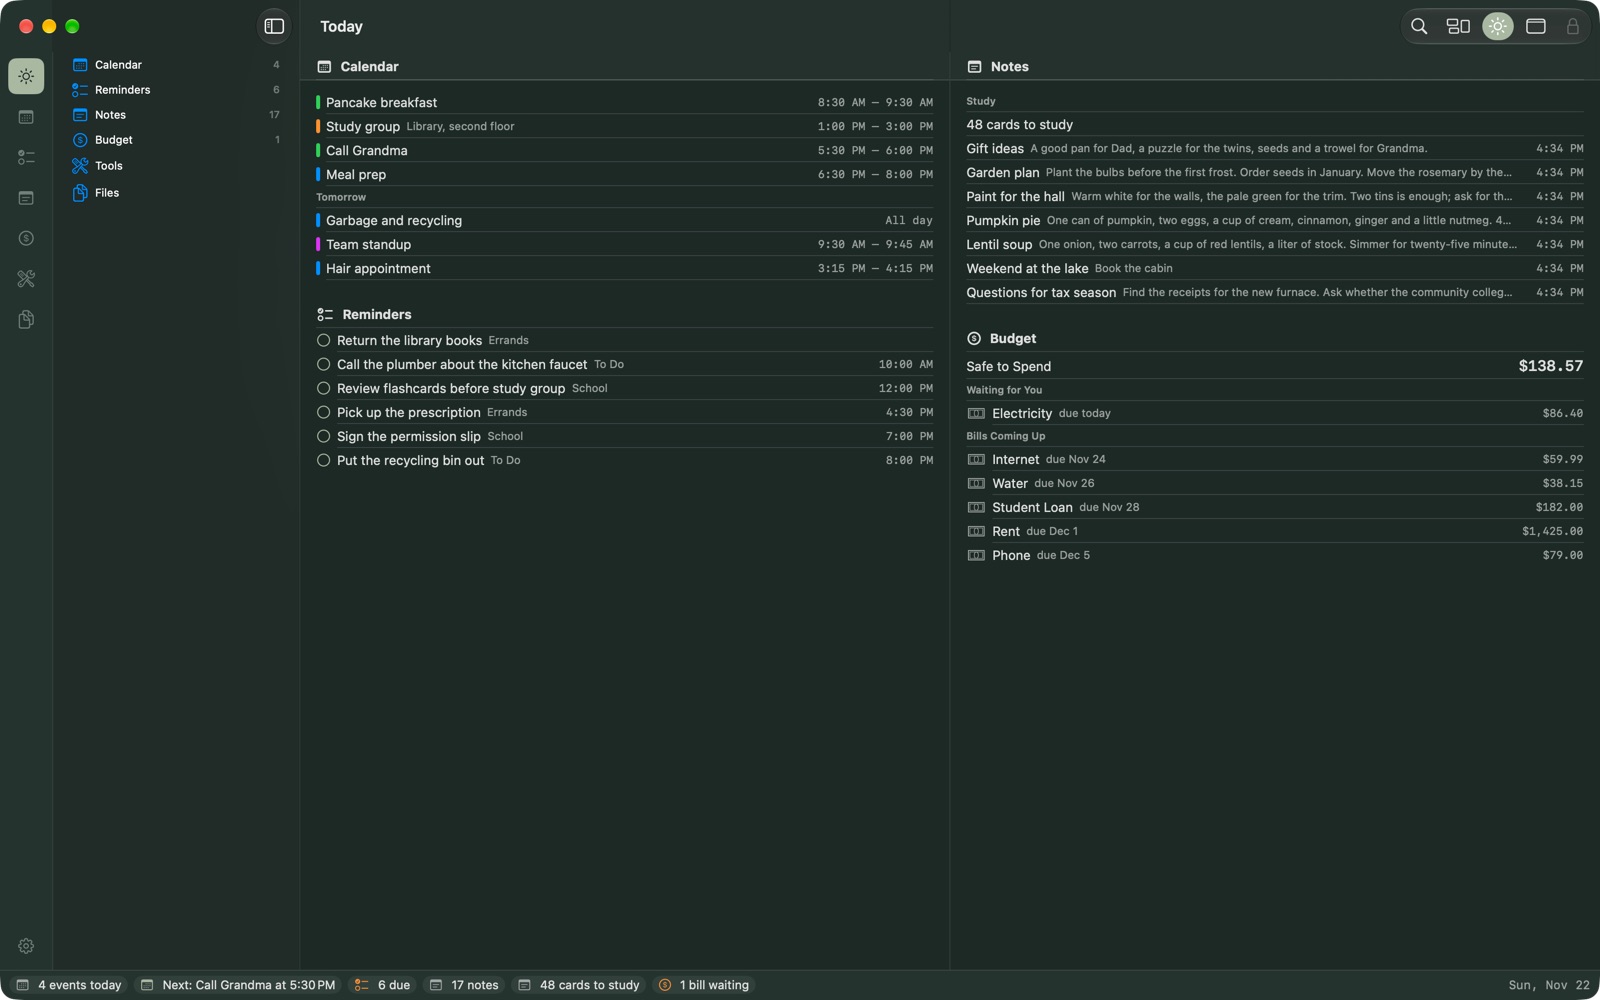 Today
Calendar 4
Reminders 6
Notes 17
Budget 1
Tools
Files
Calendar
Pancake breakfast 8:30 AM – 9:30 AM
Study group Library, second floor 1:00 PM – 3:00 PM
Call Grandma 5:30 PM – 6:00 PM
Meal prep 6:30 PM – 8:00 PM
Tomorrow
Garbage and recycling All day
Team standup 9:30 AM – 9:45 AM
Hair appointment 3:15 PM – 4:15 PM
Reminders
Return the library books Errands
Call the plumber about the kitchen faucet To Do 10:00 AM
Review flashcards before study group School 12:00 PM
Pick up the prescription Errands 4:30 PM
Sign the permission slip School 7:00 PM
Put the recycling bin out To Do 8:00 PM
Notes
Study
48 cards to study
Gift ideas A good pan for Dad, a puzzle for the twins, seeds and a trowel for Grandma. 4:34 PM
Garden plan Plant the bulbs before the first frost. Order seeds in January. Move the rosemary by the... 4:34 PM
Paint for the hall Warm white for the walls, the pale green for the trim. Two tins is enough; ask for th... 4:34 PM
Pumpkin pie One can of pumpkin, two eggs, a cup of cream, cinnamon, ginger and a little nutmeg. 4... 4:34 PM
Lentil soup One onion, two carrots, a cup of red lentils, a liter of stock. Simmer for twenty-five minute... 4:34 PM
Weekend at the lake Book the cabin 4:34 PM
Questions for tax season Find the receipts for the new furnace. Ask whether the community colleg... 4:34 PM
Budget
Safe to Spend $138.57
Waiting for You
Electricity due today $86.40
Bills Coming Up
Internet due Nov 24 $59.99
Water due Nov 26 $38.15
Student Loan due Nov 28 $182.00
Rent due Dec 1 $1,425.00
Phone due Dec 5 $79.00
4 events today Next: Call Grandma at 5:30 PM 6 due 17 notes 48 cards to study 1 bill waiting Sun, Nov 22